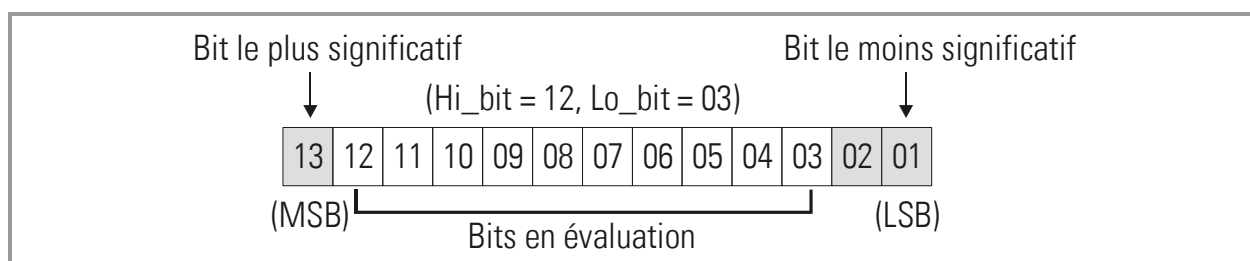 Bit le plus significatif Bit le moins significatif
(Hi_bit = 12, Lo_bit = 03)
13 12 11 10 09 08 07 06 05 04 03 02 01
(MSB) (LSB)
Bits en évaluation